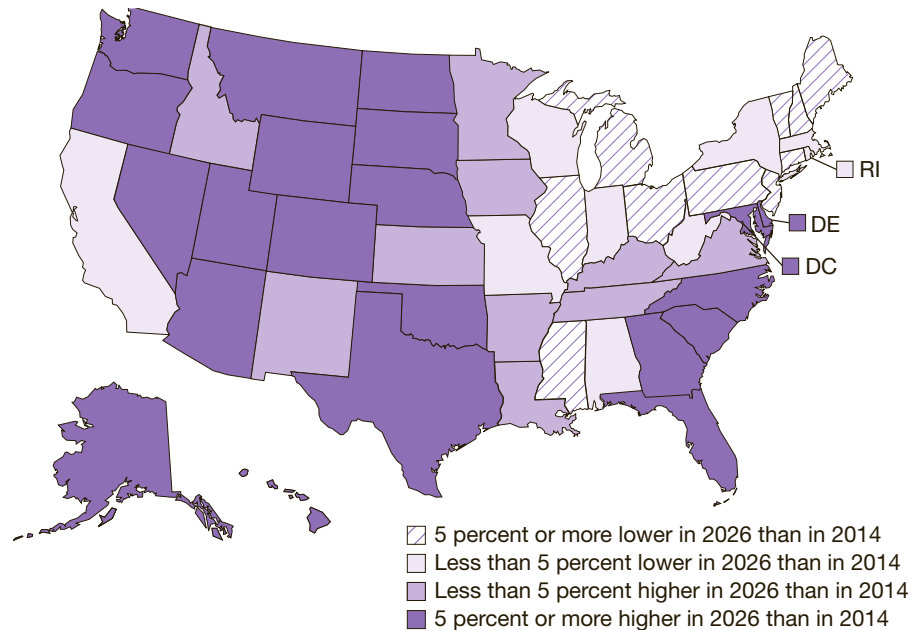 RI
DE
DC
5 percent or more lower in 2026 than in 2014
Less than 5 percent lower in 2026 than in 2014
Less than 5 percent higher in 2026 than in 2014
5 percent or more higher in 2026 than in 2014